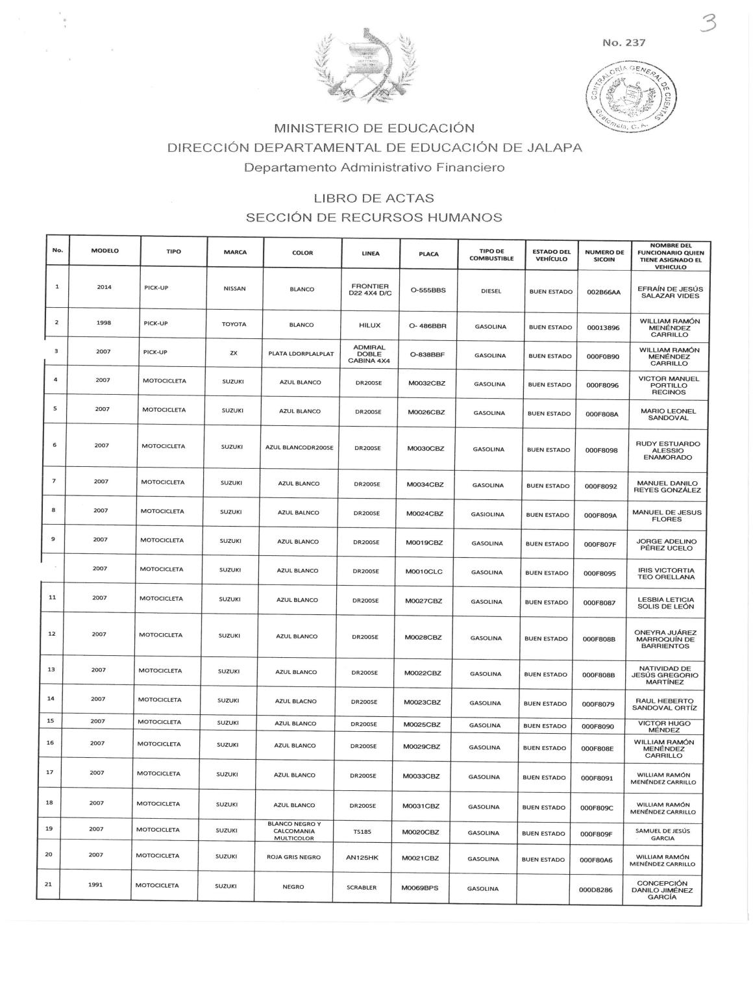 3
No. 237
CONTRALORÍA GENERAL DE CUENTAS
Guatemala, C. A.
MINISTERIO DE EDUCACIÓN
DIRECCIÓN DEPARTAMENTAL DE EDUCACIÓN DE JALAPA
Departamento Administrativo Financiero
LIBRO DE ACTAS
SECCIÓN DE RECURSOS HUMANOS
No. MODELO TIPO MARCA COLOR LINEA PLACA TIPO DE COMBUSTIBLE ESTADO DEL VEHÍCULO NUMERO DE SICOIN NOMBRE DEL FUNCIONARIO QUIEN TIENE ASIGNADO EL VEHICULO
1 2014 PICK-UP NISSAN BLANCO FRONTIER D22 4X4 D/C O-555BBS DIESEL BUEN ESTADO 002B66AA EFRAÍN DE JESÚS SALAZAR VIDES
2 1998 PICK-UP TOYOTA BLANCO HILUX O- 486BBR GASOLINA BUEN ESTADO 00013896 WILLIAM RAMÓN MENÉNDEZ CARRILLO
3 2007 PICK-UP ZX PLATA LDORPLALPLAT ADMIRAL DOBLE CABINA 4X4 O-838BBF GASOLINA BUEN ESTADO 000F0B90 WILLIAM RAMÓN MENÉNDEZ CARRILLO
4 2007 MOTOCICLETA SUZUKI AZUL BLANCO DR200SE M0032CBZ GASOLINA BUEN ESTADO 000F8096 VICTOR MANUEL PORTILLO RECINOS
5 2007 MOTOCICLETA SUZUKI AZUL BLANCO DR200SE M0026CBZ GASOLINA BUEN ESTADO 000F808A MARIO LEONEL SANDOVAL
6 2007 MOTOCICLETA SUZUKI AZUL BLANCODR200SE DR200SE M0030CBZ GASOLINA BUEN ESTADO 000F8098 RUDY ESTUARDO ALESSIO ENAMORADO
7 2007 MOTOCICLETA SUZUKI AZUL BLANCO DR200SE M0034CBZ GASOLINA BUEN ESTADO 000F8092 MANUEL DANILO REYES GONZÁLEZ
8 2007 MOTOCICLETA SUZUKI AZUL BALNCO DR200SE M0024CBZ GASIOLINA BUEN ESTADO 000F809A MANUEL DE JESUS FLORES
9 2007 MOTOCICLETA SUZUKI AZUL BLANCO DR200SE M0019CBZ GASOLINA BUEN ESTADO 000F807F JORGE ADELINO PÉREZ UCELO
2007 MOTOCICLETA SUZUKI AZUL BLANCO DR200SE M0010CLC GASOLINA BUEN ESTADO 000F8095 IRIS VICTORTIA TEO ORELLANA
11 2007 MOTOCICLETA SUZUKI AZUL BLANCO DR200SE M0027CBZ GASOLINA BUEN ESTADO 000F8087 LESBIA LETICIA SOLIS DE LEÓN
12 2007 MOTOCICLETA SUZUKI AZUL BLANCO DR200SE M0028CBZ GASOLINA BUEN ESTADO 000F808B ONEYRA JUÁREZ MARROQUÍN DE BARRIENTOS
13 2007 MOTOCICLETA SUZUKI AZUL BLANCO DR200SE M0022CBZ GASOLINA BUEN ESTADO 000F808B NATIVIDAD DE JESÚS GREGORIO MARTÍNEZ
14 2007 MOTOCICLETA SUZUKI AZUL BLACNO DR200SE M0023CBZ GASOLINA BUEN ESTADO 000F8079 RAUL HEBERTO SANDOVAL ORTÍZ
15 2007 MOTOCICLETA SUZUKI AZUL BLANCO DR200SE M0025CBZ GASOLINA BUEN ESTADO 000F8090 VICTOR HUGO MÉNDEZ
16 2007 MOTOCICLETA SUZUKI AZUL BLANCO DR200SE M0029CBZ GASOLINA BUEN ESTADO 000F808E WILLIAM RAMÓN MENÉNDEZ CARRILLO
17 2007 MOTOCICLETA SUZUKI AZUL BLANCO DR200SE M0033CBZ GASOLINA BUEN ESTADO 000F8091 WILLIAM RAMÓN MENÉNDEZ CARRILLO
18 2007 MOTOCICLETA SUZUKI AZUL BLANCO DR200SE M0031CBZ GASOLINA BUEN ESTADO 000F809C WILLIAM RAMÓN MENÉNDEZ CARRILLO
19 2007 MOTOCICLETA SUZUKI BLANCO NEGRO Y CALCOMANIA MULTICOLOR TS185 M0020CBZ GASOLINA BUEN ESTADO 000F809F SAMUEL DE JESÚS GARCIA
20 2007 MOTOCICLETA SUZUKI ROJA GRIS NEGRO AN125HK M0021CBZ GASOLINA BUEN ESTADO 000F80A6 WILLIAM RAMÓN MENÉNDEZ CARRILLO
21 1991 MOTOCICLETA SUZUKI NEGRO SCRABLER M0069BPS GASOLINA 000D8286 CONCEPCIÓN DANILO JIMÉNEZ GARCÍA